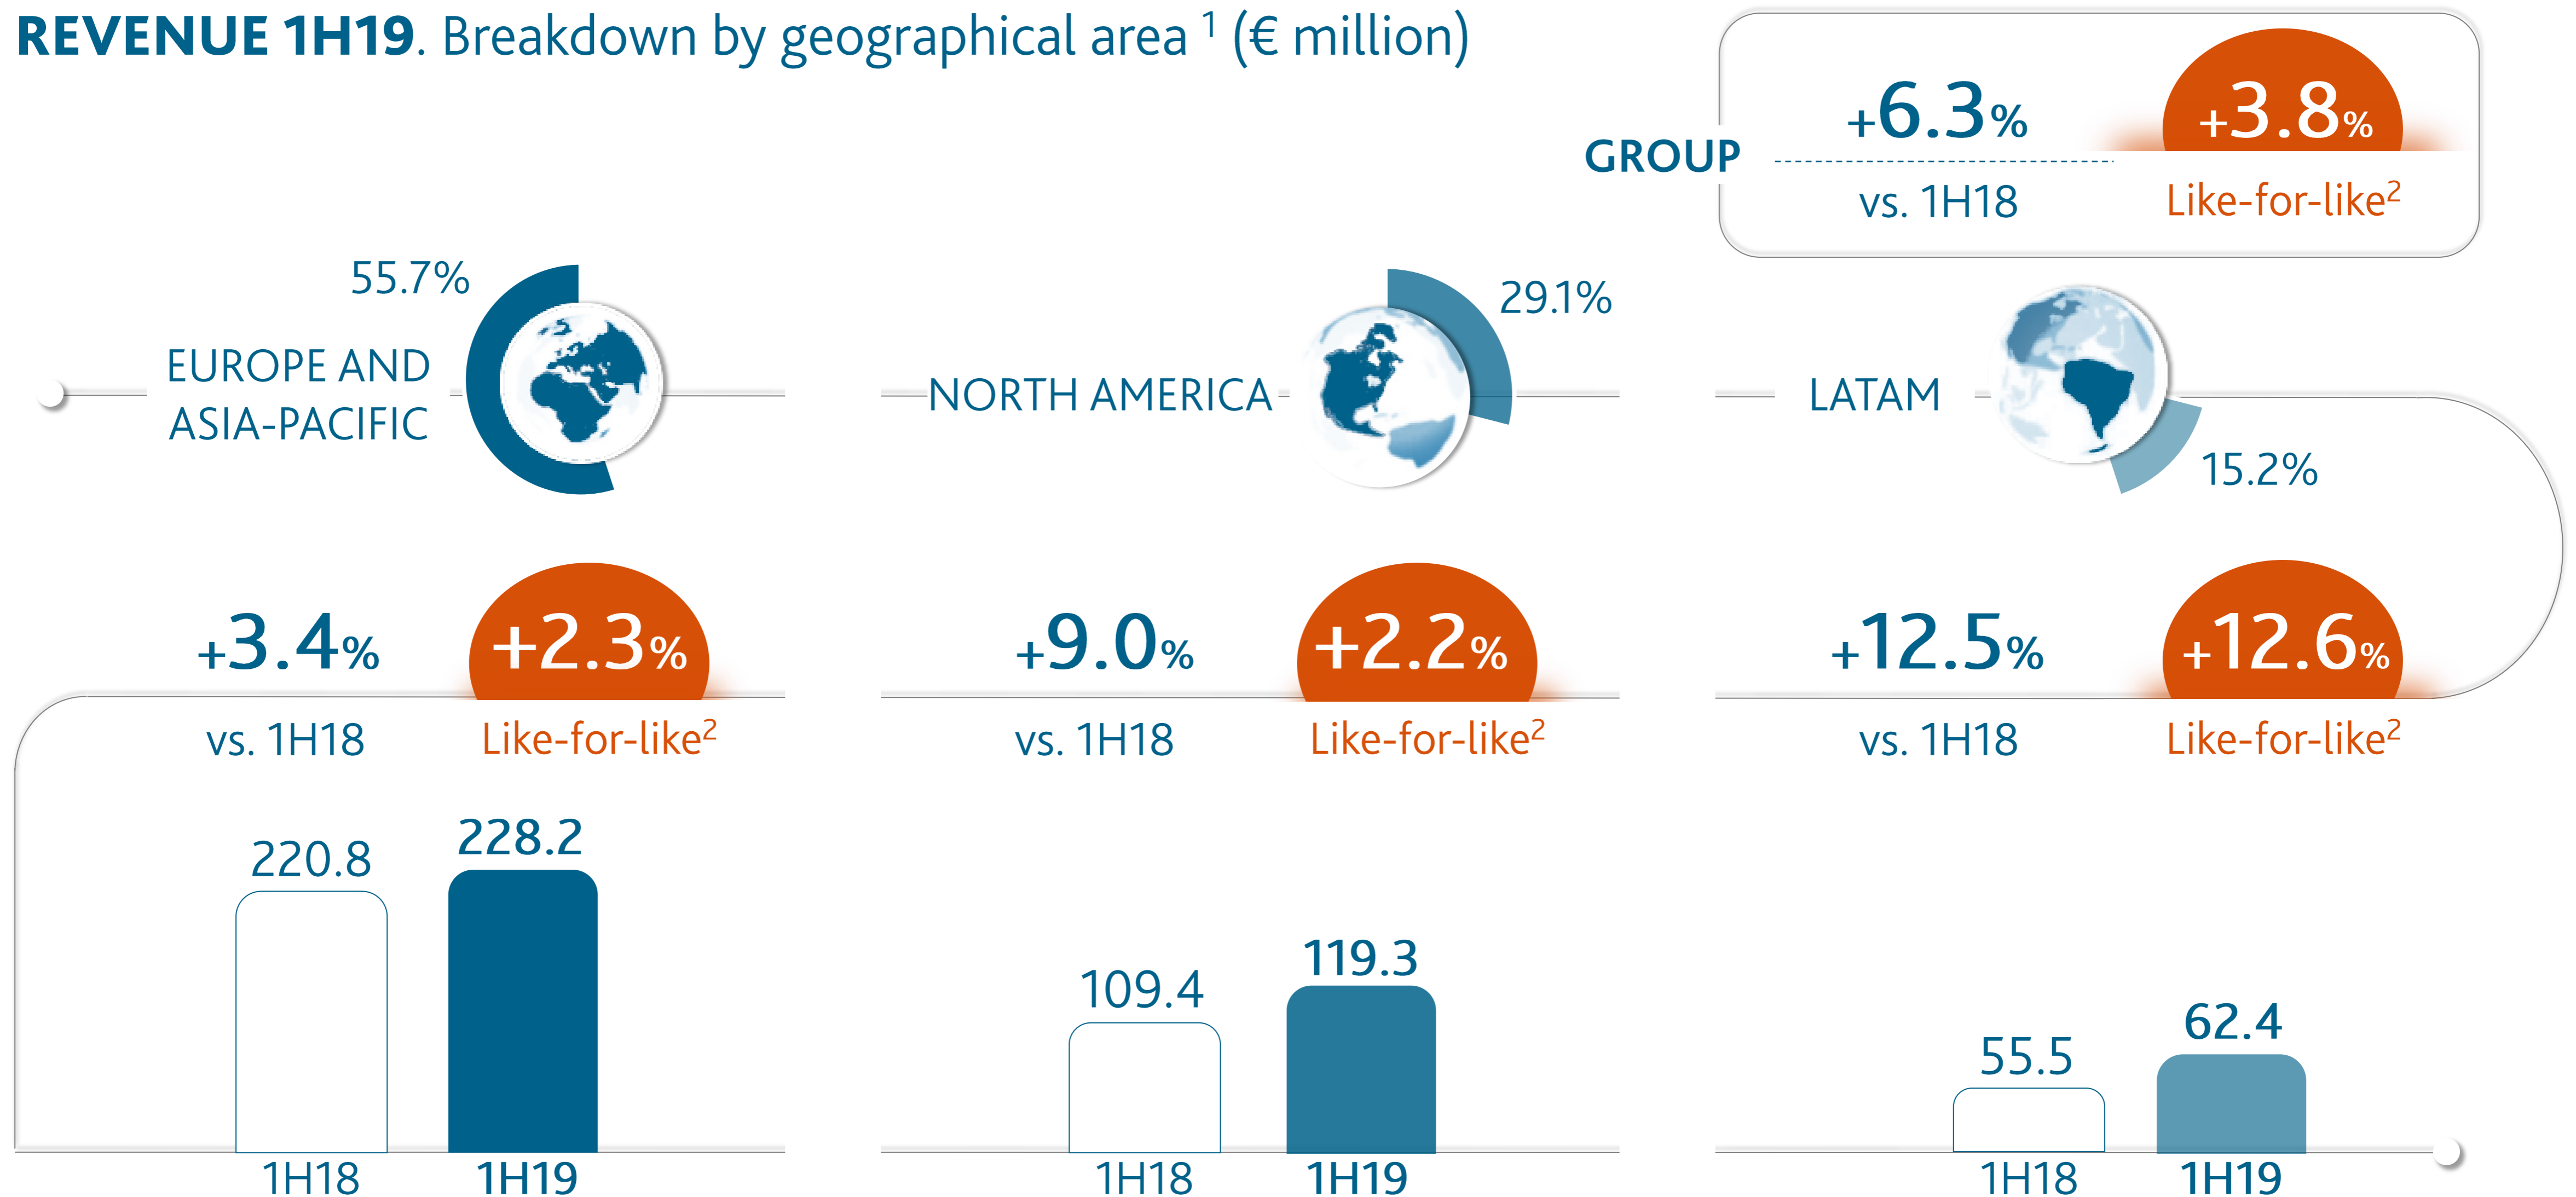 REVENUE 1H19. Breakdown by geographical area 1 (€ million)
GROUP
+6.3%
vs. 1H18
+3.8%
Like-for-like2
55.7%
EUROPE AND
ASIA-PACIFIC
29.1%
NORTH AMERICA
LATAM
15.2%
+3.4%
vs. 1H18
+2.3%
Like-for-like2
+9.0%
vs. 1H18
+2.2%
Like-for-like2
+12.5%
vs. 1H18
+12.6%
Like-for-like2
220.8
228.2
1H18
1H19
109.4
119.3
1H18
1H19
55.5
62.4
1H18
1H19